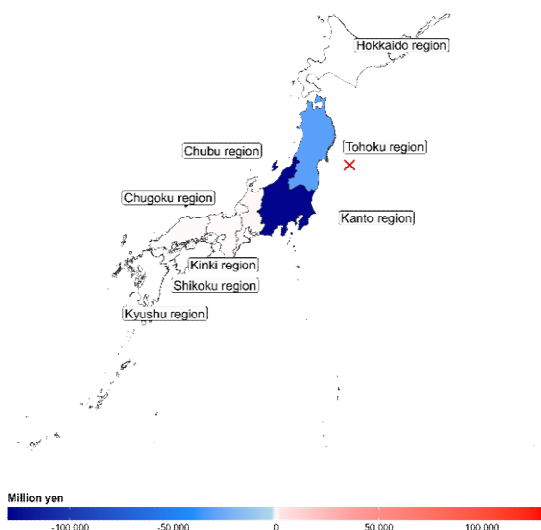 Hokkaido region
Tohoku region
Chubu region
Chugoku region
Kanto region
Kinki region
Shikoku region
Kyushu region
Million yen
-100,000 -50,000 0 50,000 100,000